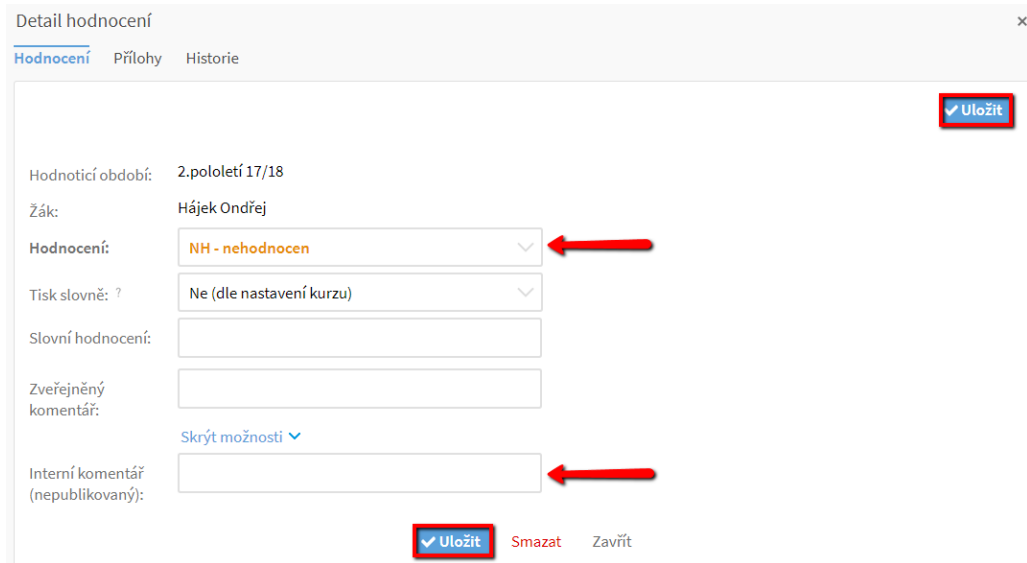 Detail hodnocení ×
Hodnocení Přílohy Historie
Uložit
Hodnoticí období: 2.pololetí 17/18
Žák: Hájek Ondřej
Hodnocení: NH - nehodnocen
Tisk slovně: ? Ne (dle nastavení kurzu)
Slovní hodnocení:
Zveřejněný
komentář:
Skrýt možnosti
Interní komentář
(nepublikovaný):
Uložit Smazat Zavřít